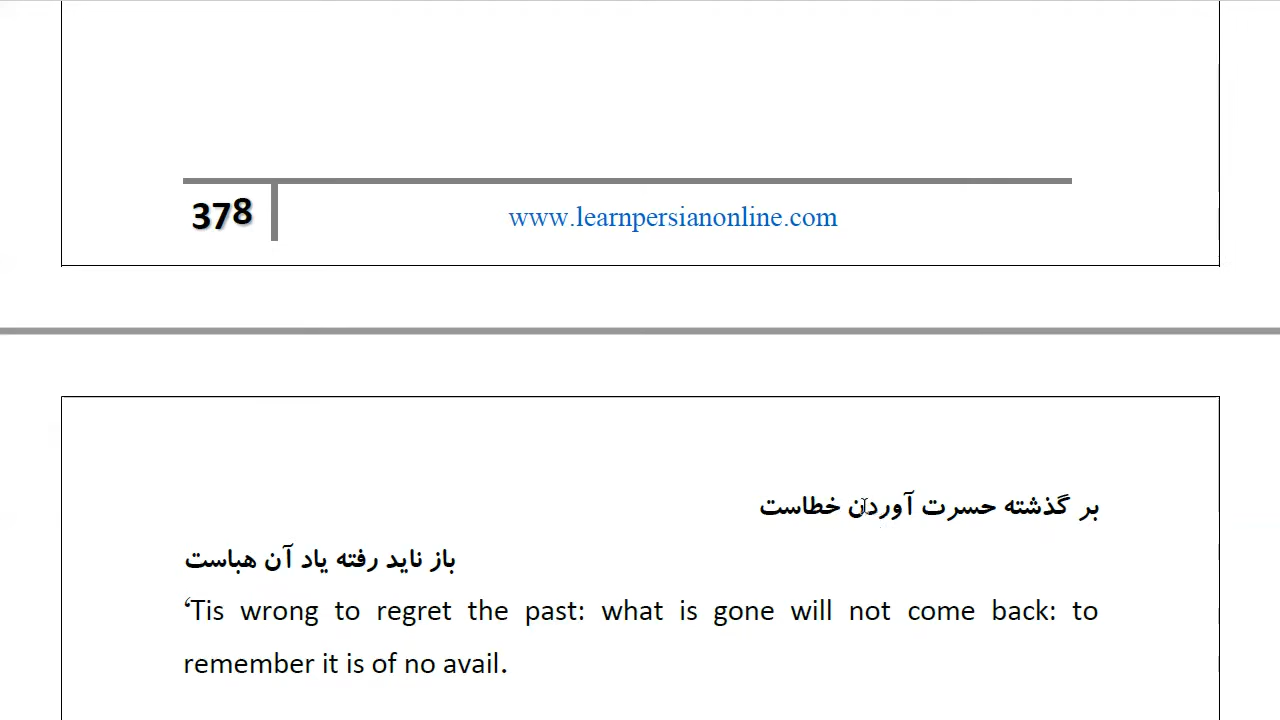 378
www.learnpersianonline.com
بر گذشته حسرت آوردن خطاست
باز ناید رفته یاد آن هباست
‘Tis wrong to regret the past: what is gone will not come back: to
remember it is of no avail.